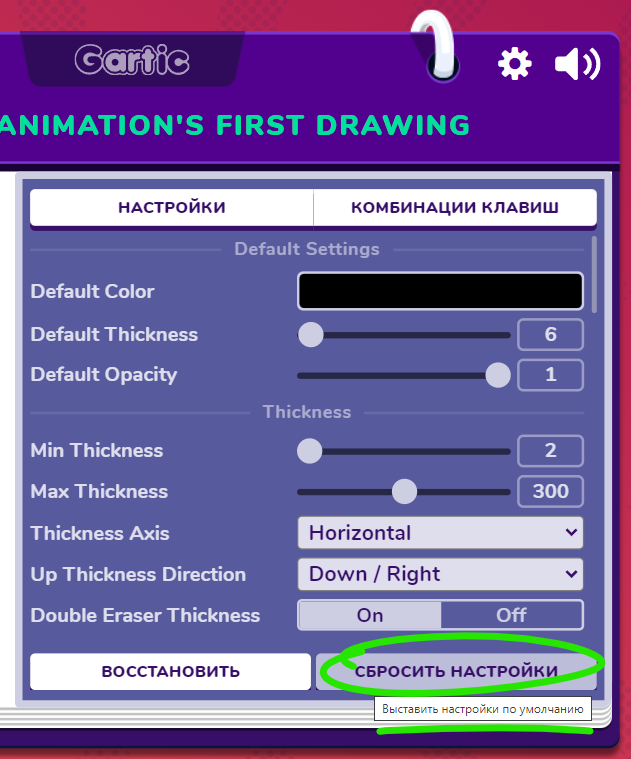 Gartic
ANIMATION'S FIRST DRAWING
НАСТРОЙКИ КОМБИНАЦИИ КЛАВИШ
Default Settings
Default Color
Default Thickness 6
Default Opacity 1
Thickness
Min Thickness 2
Max Thickness 300
Thickness Axis Horizontal
Up Thickness Direction Down / Right
Double Eraser Thickness On Off
ВОССТАНОВИТЬ СБРОСИТЬ НАСТРОЙКИ
Выставить настройки по умолчанию